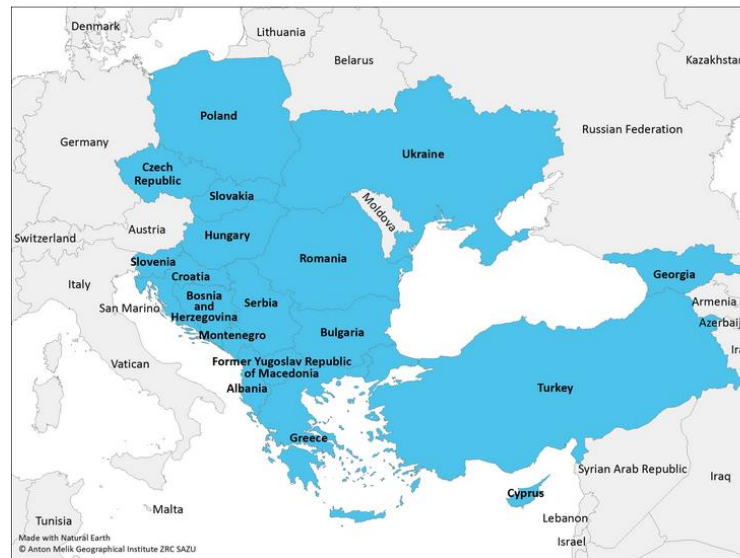 Denmark
Lithuania
Kazakhstan
Belarus
Russian Federation
Poland
Germany
Ukraine
Czech
Republic
Slovakia
Moldova
Austria
Switzerland
Hungary
Slovenia
Romania
Croatia
Georgia
Italy
Bosnia
and
Herzegovina
San Marino
Serbia
Armenia
Azerbaij
Montenegro
Bulgaria
Ira
Former Yugoslav Republic
of Macedonia
Vatican
Albania
Turkey
Greece
Syrian Arab Republic
Iraq
Cyprus
Malta
Lebanon
Tunisia
Israel
Made with Natural Earth
© Anton Melik Geographical Institute ZRC SAZU